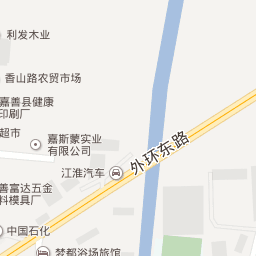 利发木业
香山路农贸市场
嘉善县健康
印刷厂
超市
嘉斯蒙实业
有限公司
外环东路
江淮汽车
善富达五金
料模具厂
中国石化
梦都浴场旅馆